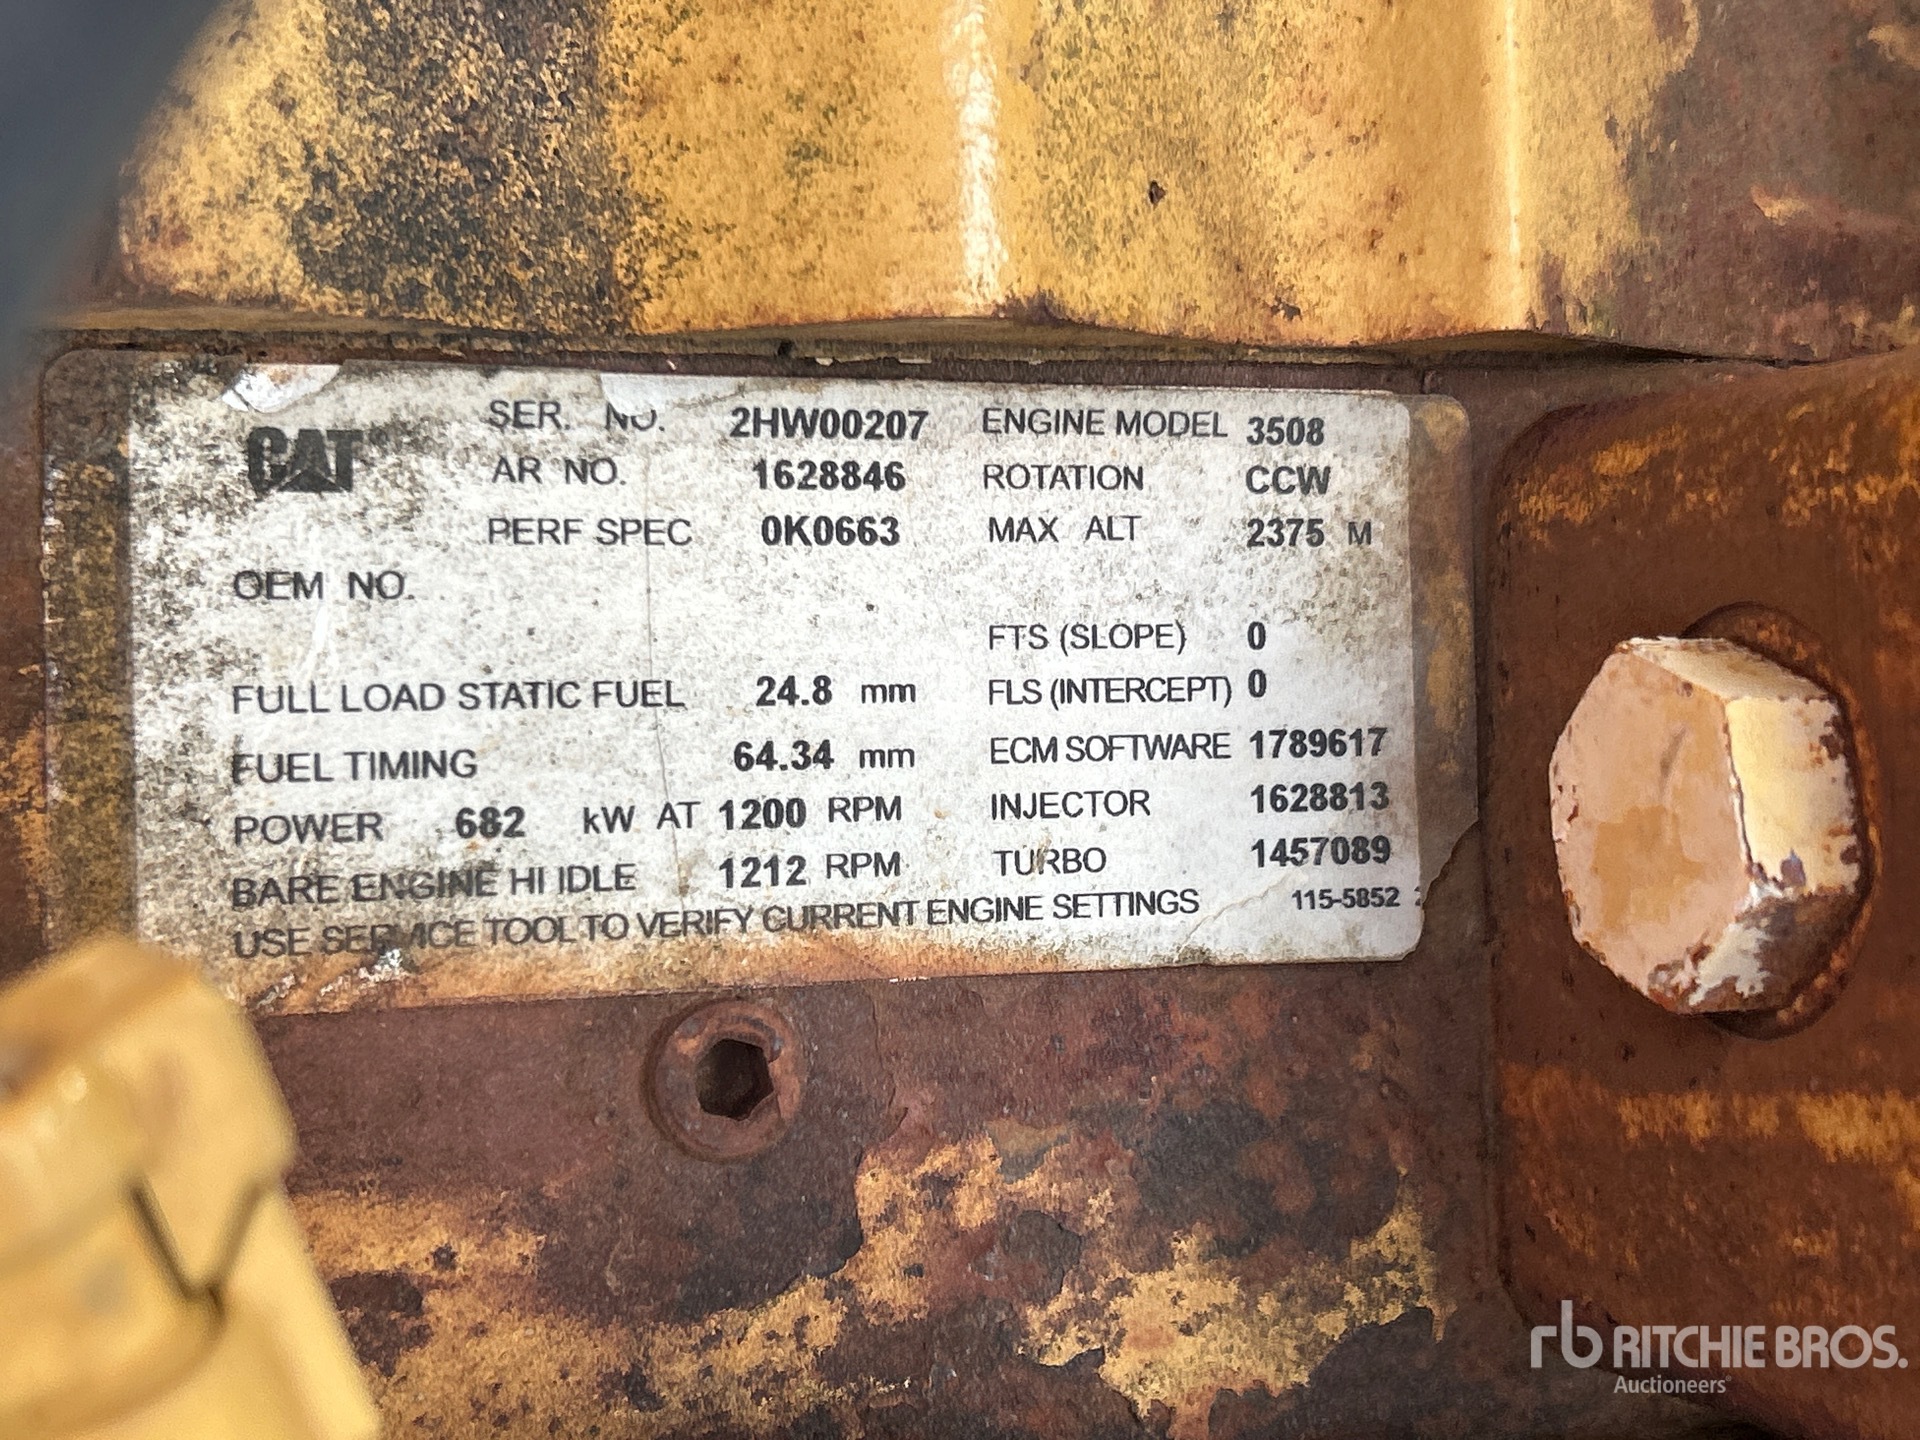 CAT SER. NO. 2HW00207 ENGINE MODEL 3508
AR NO. 1628846 ROTATION CCW
PERF SPEC 0K0663 MAX ALT 2375 M
OEM NO.
FTS (SLOPE) 0
FULL LOAD STATIC FUEL 24.8 mm FLS (INTERCEPT) 0
FUEL TIMING 64.34 mm ECM SOFTWARE 1789617
POWER 682 kW AT 1200 RPM INJECTOR 1628813
BARE ENGINE HI IDLE 1212 RPM TURBO 1457089
USE SERVICE TOOL TO VERIFY CURRENT ENGINE SETTINGS 115-5852
rb RITCHIE BROS.
Auctioneers